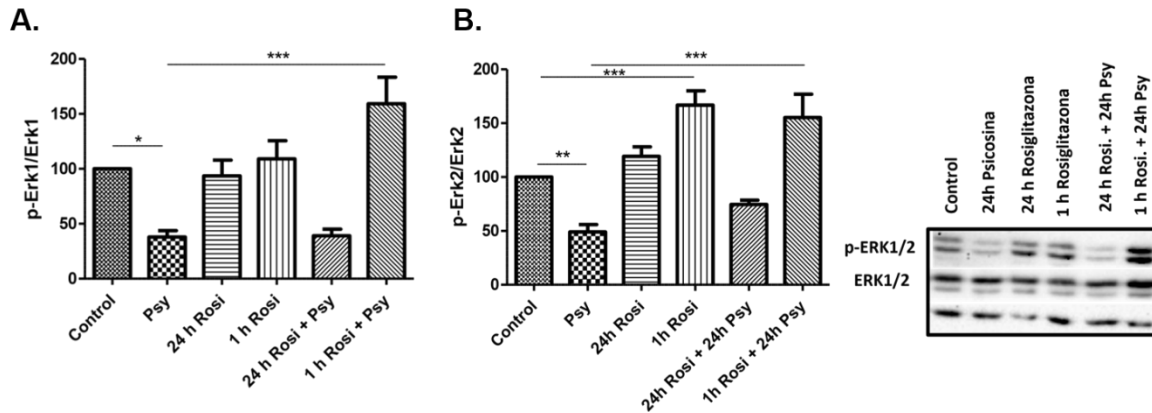 A.
***
*
p-Erk1/Erk1
200
150
100
50
0
Control
Psy
24 h Rosi
1 h Rosi
24 h Rosi + Psy
1 h Rosi + Psy
B.
***
***
**
p-Erk2/Erk2
200
150
100
50
0
Control
Psy
24h Rosi
1h Rosi
24h Rosi + 24h Psy
1h Rosi + 24h Psy
Control
24h Psicosina
24 h Rosiglitazona
1 h Rosiglitazona
24 h Rosi. + 24h Psy
1 h Rosi. + 24h Psy
p-ERK1/2
ERK1/2